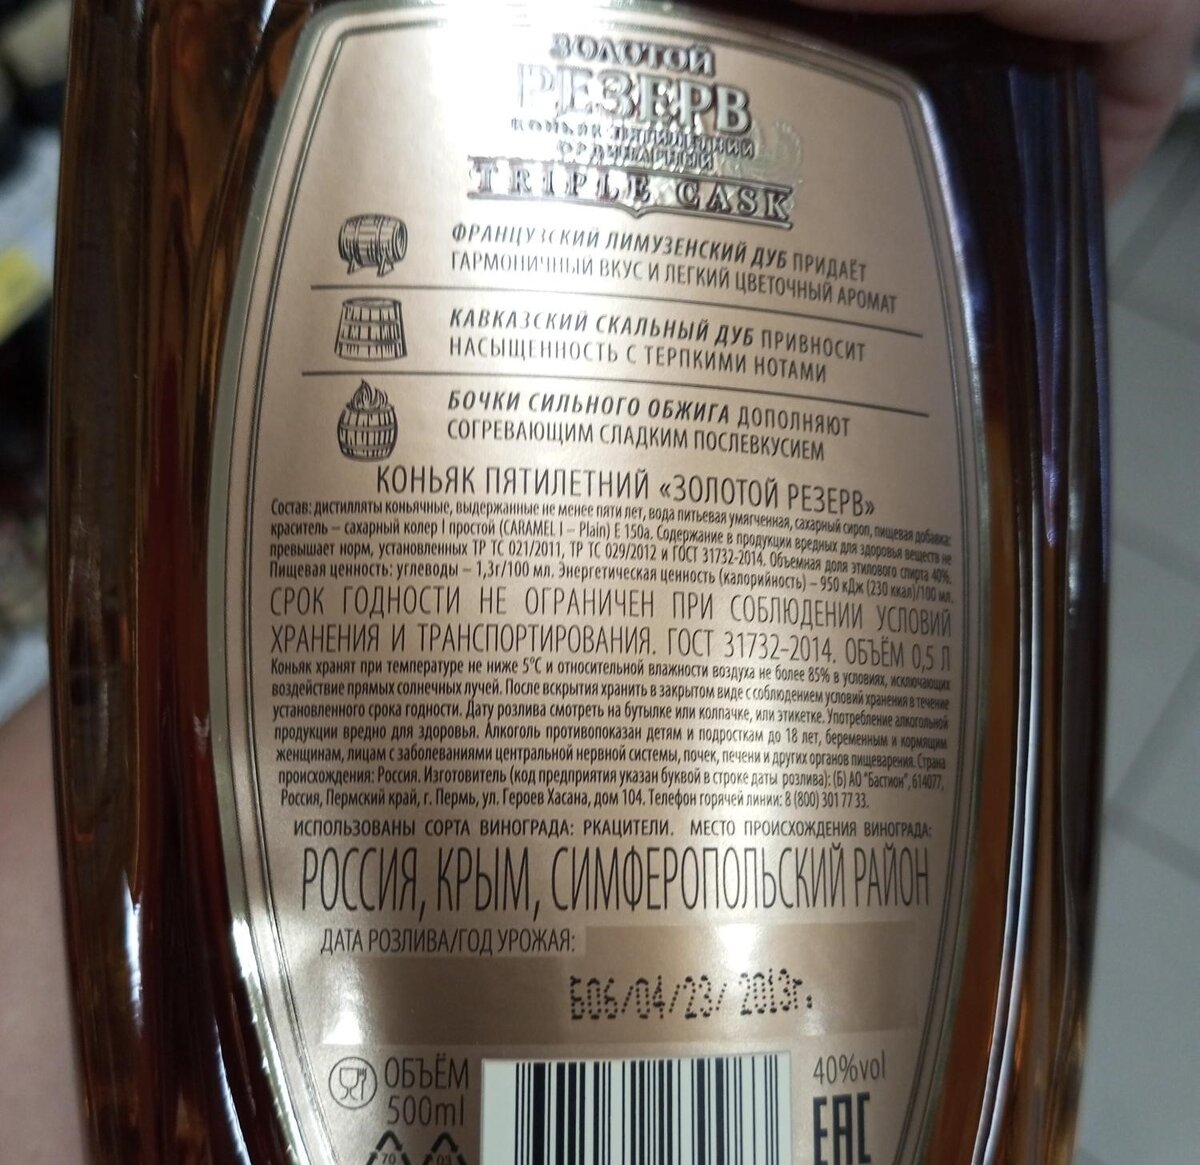 ЗОЛОТОЙ
РЕЗЕРВ
КОНЬЯК ПЯТИЛЕТНИЙ
ОРДИНАРНЫЙ
TRIPLE CASK
ФРАНЦУЗСКИЙ ЛИМУЗЕНСКИЙ ДУБ ПРИДАЁТ
ГАРМОНИЧНЫЙ ВКУС И ЛЕГКИЙ ЦВЕТОЧНЫЙ АРОМАТ
КАВКАЗСКИЙ СКАЛЬНЫЙ ДУБ ПРИВНОСИТ
НАСЫЩЕННОСТЬ С ТЕРПКИМИ НОТАМИ
БОЧКИ СИЛЬНОГО ОБЖИГА ДОПОЛНЯЮТ
СОГРЕВАЮЩИМ СЛАДКИМ ПОСЛЕВКУСИЕМ
КОНЬЯК ПЯТИЛЕТНИЙ «ЗОЛОТОЙ РЕЗЕРВ»
Состав: дистилляты коньячные, выдержанные не менее пяти лет, вода питьевая умягченная, сахарный сироп, пищевая добавка:
краситель – сахарный колер I простой (CARAMEL I – Plain) Е 150а. Содержание в продукции вредных для здоровья веществ не
превышает норм, установленных ТР ТС 021/2011, ТР ТС 029/2012 и ГОСТ 31732-2014. Объемная доля этилового спирта 40%.
Пищевая ценность: углеводы – 1,3г/100 мл. Энергетическая ценность (калорийность) – 950 кДж (230 ккал)/100 мл.
СРОК ГОДНОСТИ НЕ ОГРАНИЧЕН ПРИ СОБЛЮДЕНИИ УСЛОВИЙ
ХРАНЕНИЯ И ТРАНСПОРТИРОВАНИЯ. ГОСТ 31732-2014. ОБЪЁМ 0,5 Л
Коньяк хранят при температуре не ниже 5°С и относительной влажности воздуха не более 85% в условиях, исключающих
воздействие прямых солнечных лучей. После вскрытия хранить в закрытом виде с соблюдением условий хранения в течение
установленного срока годности. Дату розлива смотреть на бутылке или колпачке, или этикетке. Употребление алкогольной
продукции вредно для здоровья. Алкоголь противопоказан детям и подросткам до 18 лет, беременным и кормящим
женщинам, лицам с заболеваниями центральной нервной системы, почек, печени и других органов пищеварения. Страна
происхождения: Россия. Изготовитель (код предприятия указан буквой в строке даты розлива): (Б) АО "Бастион", 614077,
Россия, Пермский край, г. Пермь, ул. Героев Хасана, дом 104. Телефон горячей линии: 8 (800) 301 77 33.
ИСПОЛЬЗОВАНЫ СОРТА ВИНОГРАДА: РКАЦИТЕЛИ. МЕСТО ПРОИСХОЖДЕНИЯ ВИНОГРАДА:
РОССИЯ, КРЫМ, СИМФЕРОПОЛЬСКИЙ РАЙОН
ДАТА РОЗЛИВА/ГОД УРОЖАЯ:
Б06/04/23/ 2013г.
ОБЪЁМ
500ml
40%vol
EAC
70